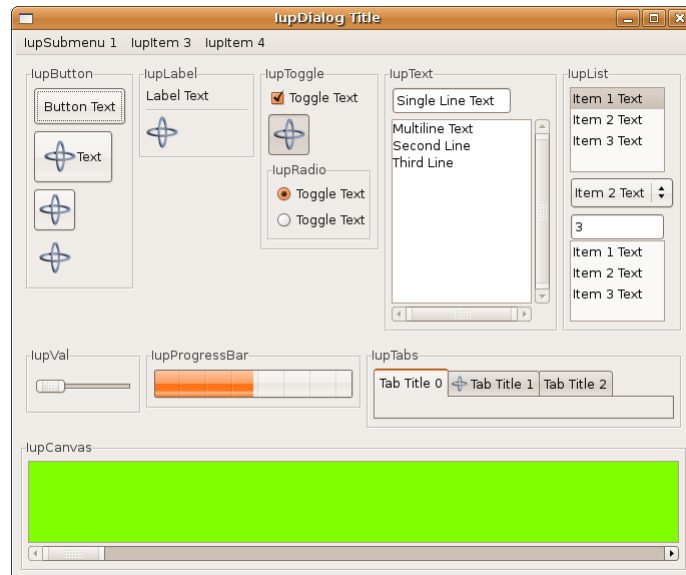 IupDialog Title
IupSubmenu 1 IupItem 3 IupItem 4
IupButton
Button Text
Text
IupLabel
Label Text
IupToggle
Toggle Text
IupRadio
Toggle Text
Toggle Text
IupText
Single Line Text
Multiline Text
Second Line
Third Line
IupList
Item 1 Text
Item 2 Text
Item 3 Text
Item 2 Text
3
Item 1 Text
Item 2 Text
Item 3 Text
IupVal
IupProgressBar
IupTabs
Tab Title 0 Tab Title 1 Tab Title 2
IupCanvas